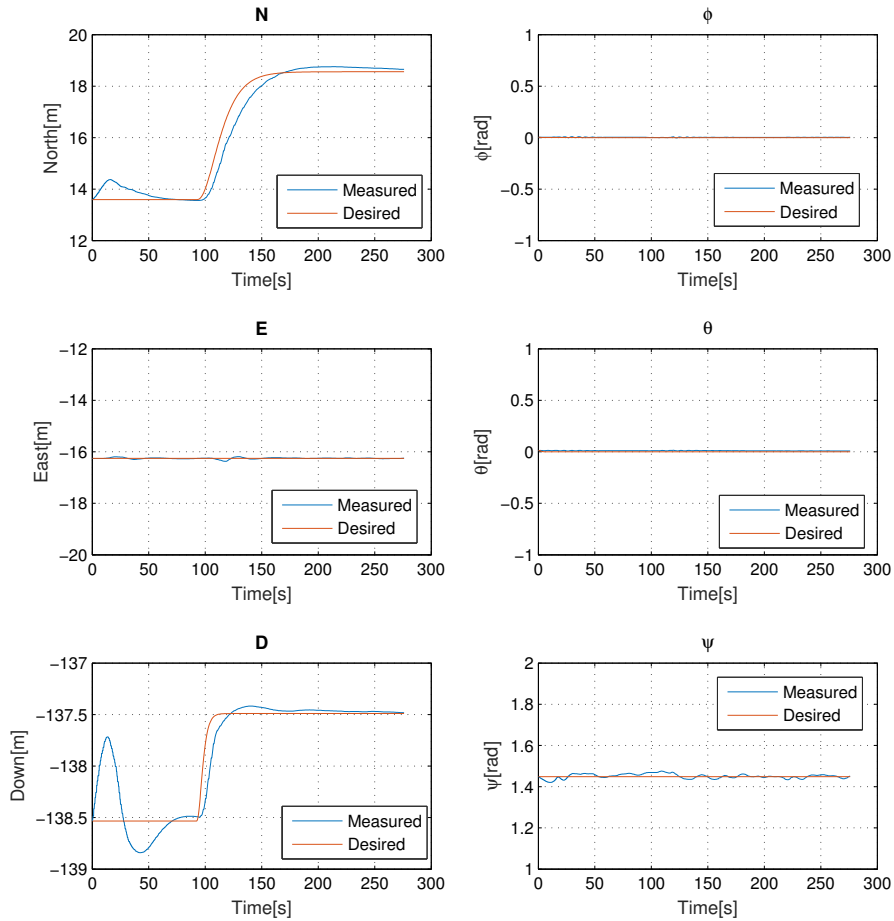 N
20
18
16
14
12
North[m]
Measured
Desired
0 50 100 150 200 250 300
Time[s]
ϕ
1
0.5
0
−0.5
−1
ϕ[rad]
Measured
Desired
0 50 100 150 200 250 300
Time[s]
E
−12
−14
−16
−18
−20
East[m]
Measured
Desired
0 50 100 150 200 250 300
Time[s]
θ
1
0.5
0
−0.5
−1
θ[rad]
Measured
Desired
0 50 100 150 200 250 300
Time[s]
D
−137
−137.5
−138
−138.5
−139
Down[m]
Measured
Desired
0 50 100 150 200 250 300
Time[s]
ψ
2
1.8
1.6
1.4
1.2
1
ψ[rad]
Measured
Desired
0 50 100 150 200 250 300
Time[s]